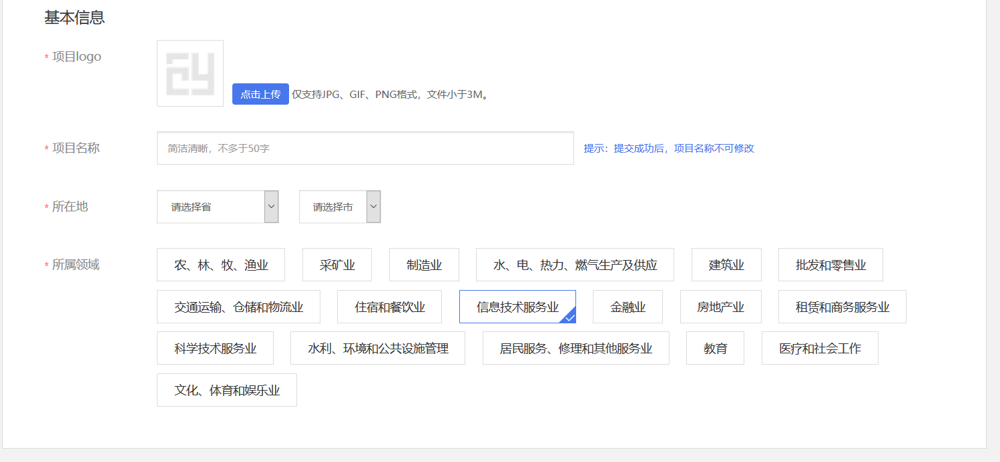 基本信息
* 项目logo
点击上传 仅支持JPG、GIF、PNG格式，文件小于3M。
* 项目名称 简洁清晰，不多于50字 提示：提交成功后，项目名称不可修改
* 所在地 请选择省 请选择市
* 所属领域 农、林、牧、渔业 采矿业 制造业 水、电、热力、燃气生产及供应 建筑业 批发和零售业
交通运输、仓储和物流业 住宿和餐饮业 信息技术服务业 金融业 房地产业 租赁和商务服务业
科学技术服务业 水利、环境和公共设施管理 居民服务、修理和其他服务业 教育 医疗和社会工作
文化、体育和娱乐业